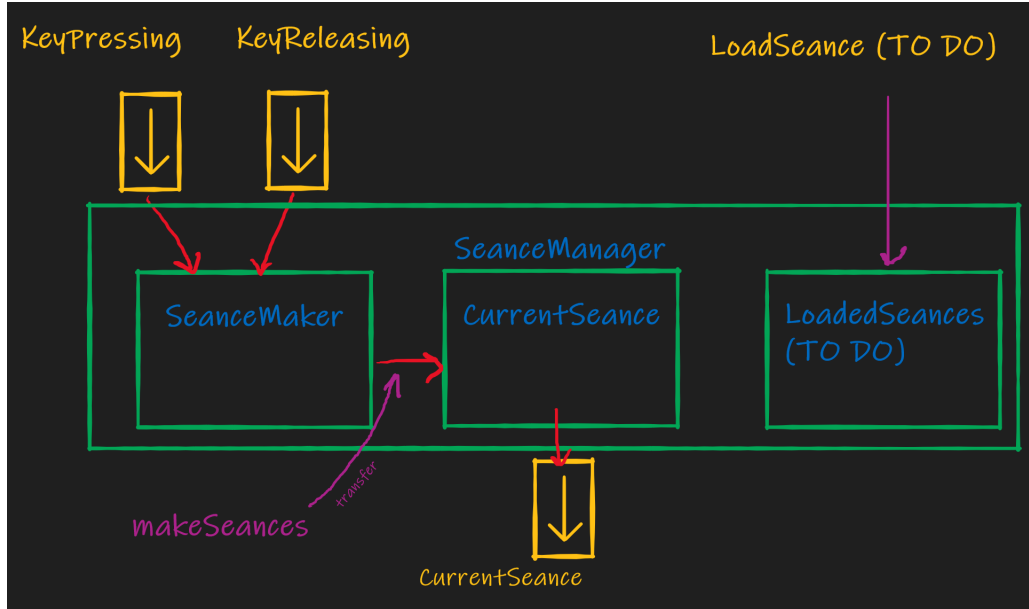 KeyPressing
KeyReleasing
LoadSeance (TO DO)
SeanceManager
SeanceMaker
CurrentSeance
LoadedSeances
(TO DO)
transfer
makeSeances
CurrentSeance